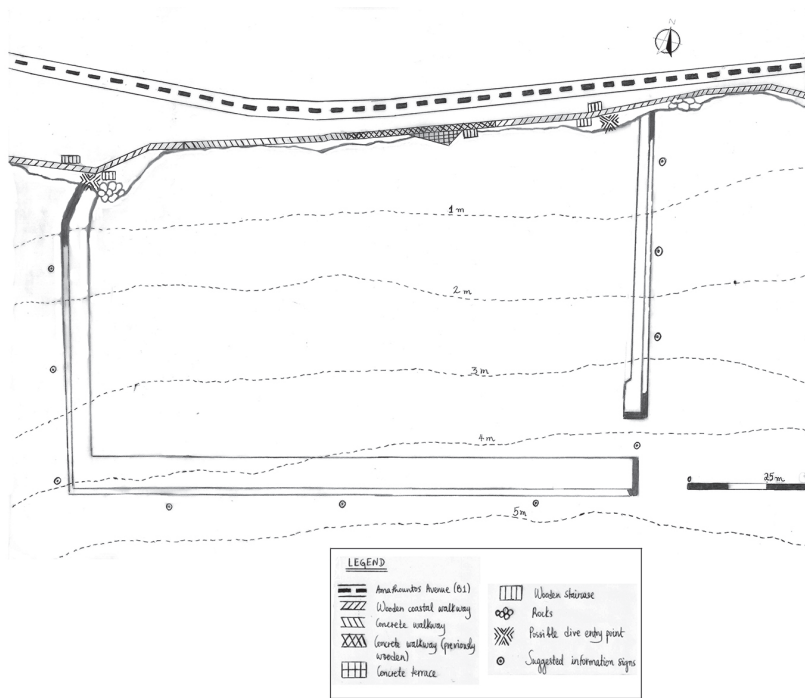 N
1 m
2 m
3 m
4 m
25 m
5 m
LEGEND
Amathountos Avenue (B1)
Wooden coastal walkway
Concrete walkway
Concrete walkway (previously
wooden)
Concrete terrace
Wooden staircase
Rocks
Possible dive entry point
Suggested information signs